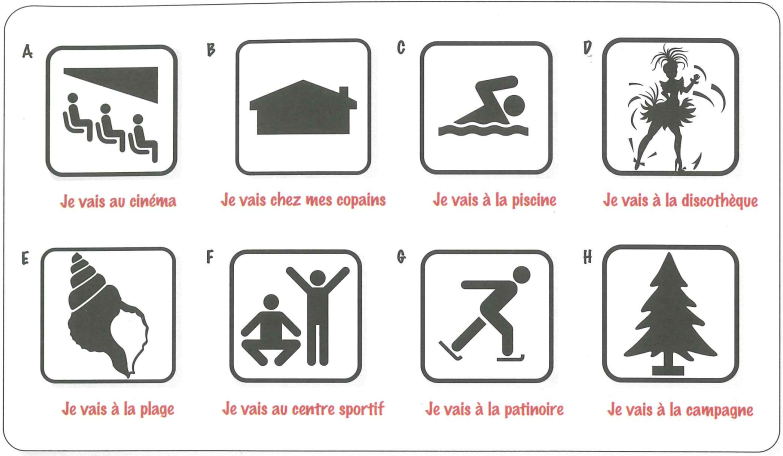 A
B
C
D
Je vais au cinéma
Je vais chez mes copains
Je vais à la piscine
Je vais à la discothèque
E
F
G
H
Je vais à la plage
Je vais au centre sportif
Je vais à la patinoire
Je vais à la campagne